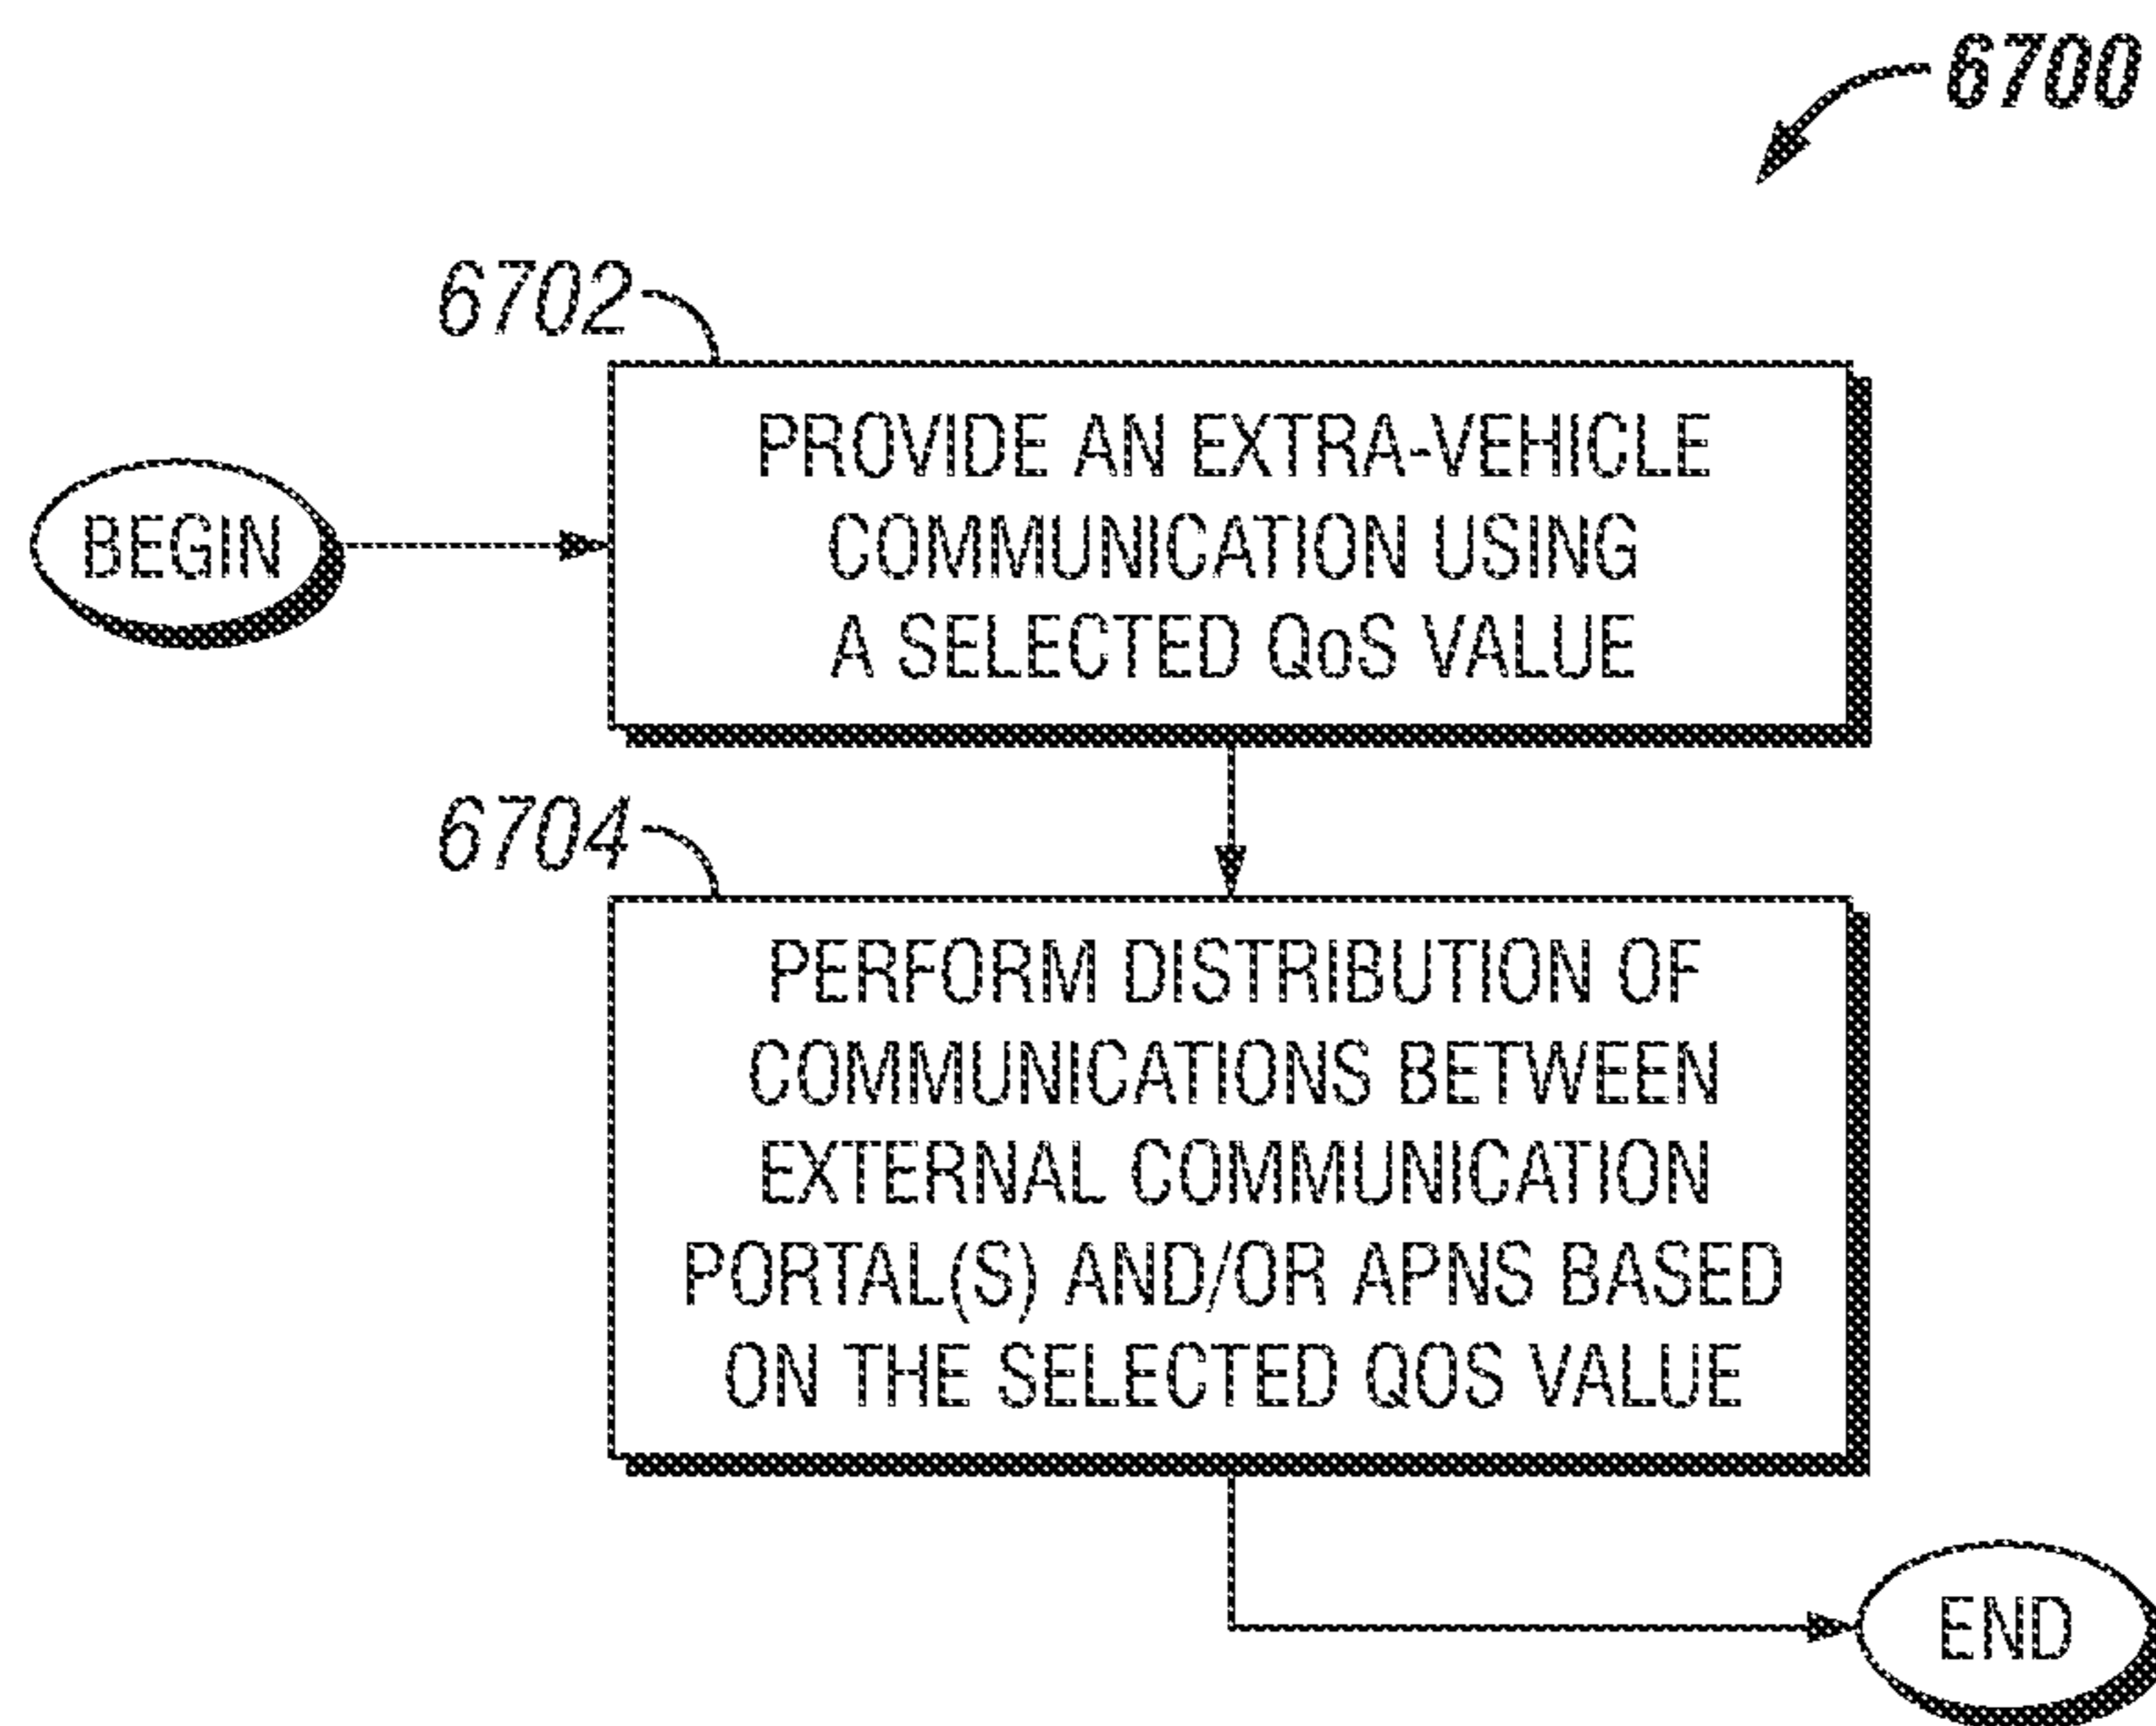 6700
6702
PROVIDE AN EXTRA-VEHICLE
COMMUNICATION USING
A SELECTED QoS VALUE
BEGIN
6704
PERFORM DISTRIBUTION OF
COMMUNICATIONS BETWEEN
EXTERNAL COMMUNICATION
PORTAL(S) AND/OR APNS BASED
ON THE SELECTED QOS VALUE
END